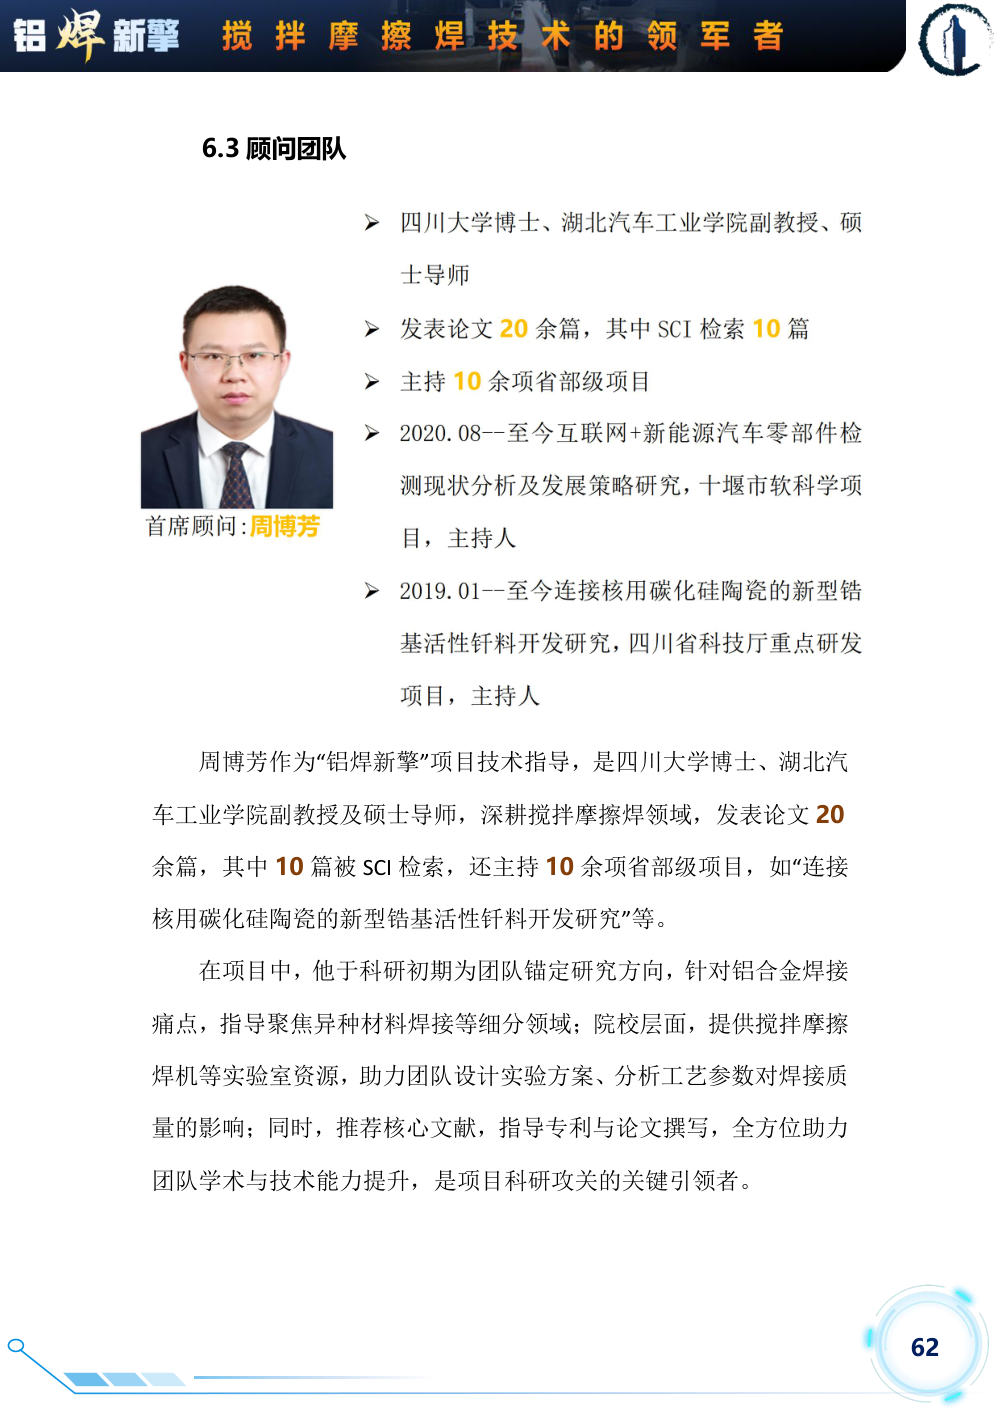 铝焊新擎 搅拌摩擦焊技术的领军者
6.3 顾问团队
➢ 四川大学博士、湖北汽车工业学院副教授、硕
士导师
➢ 发表论文 20 余篇，其中 SCI 检索 10 篇
➢ 主持 10 余项省部级项目
➢ 2020.08--至今互联网+新能源汽车零部件检
测现状分析及发展策略研究，十堰市软科学项
目，主持人
➢ 2019.01--至今连接核用碳化硅陶瓷的新型锆
基活性钎料开发研究，四川省科技厅重点研发
项目，主持人
首席顾问:周博芳
周博芳作为“铝焊新擎”项目技术指导，是四川大学博士、湖北汽
车工业学院副教授及硕士导师，深耕搅拌摩擦焊领域，发表论文 20
余篇，其中 10 篇被 SCI 检索，还主持 10 余项省部级项目，如“连接
核用碳化硅陶瓷的新型锆基活性钎料开发研究”等。
在项目中，他于科研初期为团队锚定研究方向，针对铝合金焊接
痛点，指导聚焦异种材料焊接等细分领域；院校层面，提供搅拌摩擦
焊机等实验室资源，助力团队设计实验方案、分析工艺参数对焊接质
量的影响；同时，推荐核心文献，指导专利与论文撰写，全方位助力
团队学术与技术能力提升，是项目科研攻关的关键引领者。
62